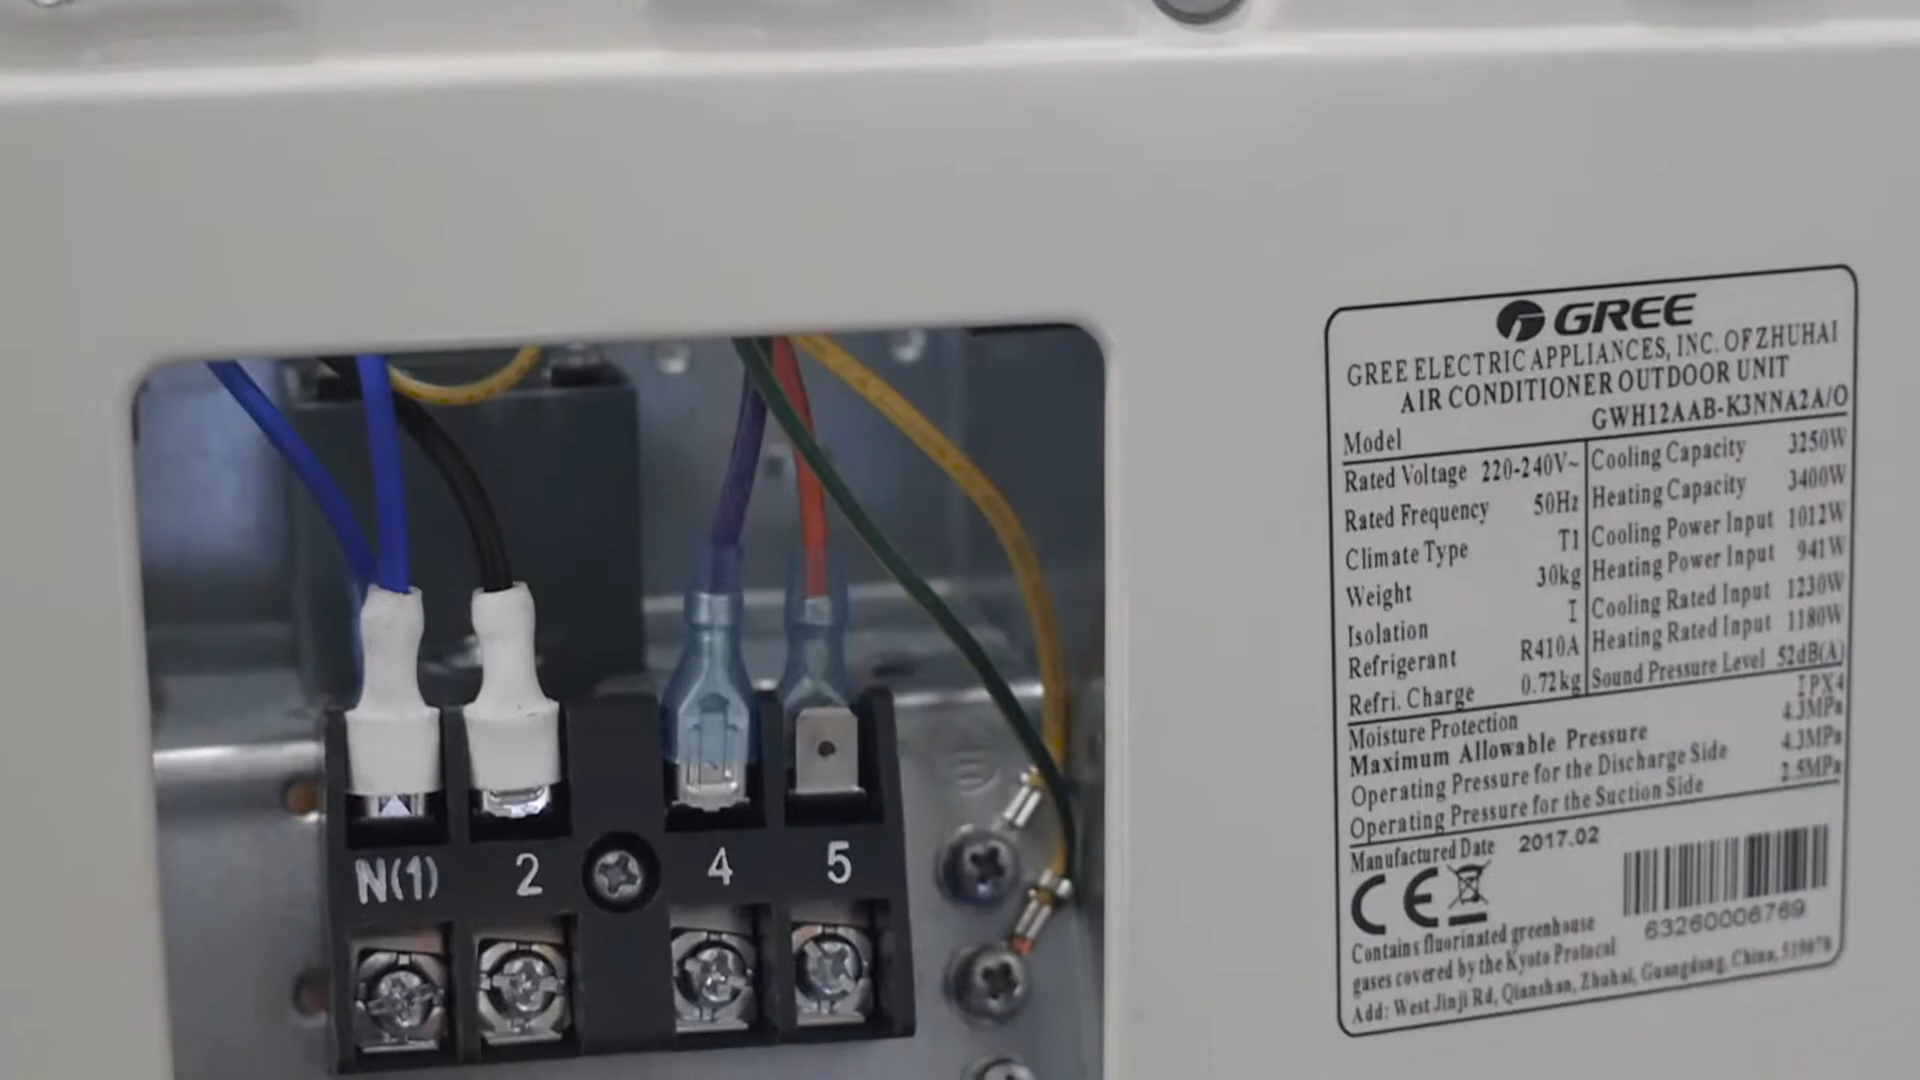 GREE
GREE ELECTRIC APPLIANCES, INC. OF ZHUHAI
AIR CONDITIONER OUTDOOR UNIT
Model GWH12AAB-K3NNA2A/O
Rated Voltage 220-240V~
Rated Frequency 50Hz
Climate Type T1
Weight 30kg
Isolation I
Refrigerant R410A
Refri. Charge 0.72kg
Cooling Capacity 3250W
Heating Capacity 3400W
Cooling Power Input 1012W
Heating Power Input 941W
Cooling Rated Input 1230W
Heating Rated Input 1180W
Sound Pressure Level 52dB(A)
Moisture Protection IPX4
Maximum Allowable Pressure 4.3MPa
Operating Pressure for the Discharge Side 4.3MPa
Operating Pressure for the Suction Side 2.5MPa
Manufactured Date 2017.02
CE
63260006769
Contains fluorinated greenhouse
gases covered by the Kyoto Protocol
Add: West Jinji Rd, Qianshan, Zhuhai, Guangdong, China, 519070
N(1) 2 4 5